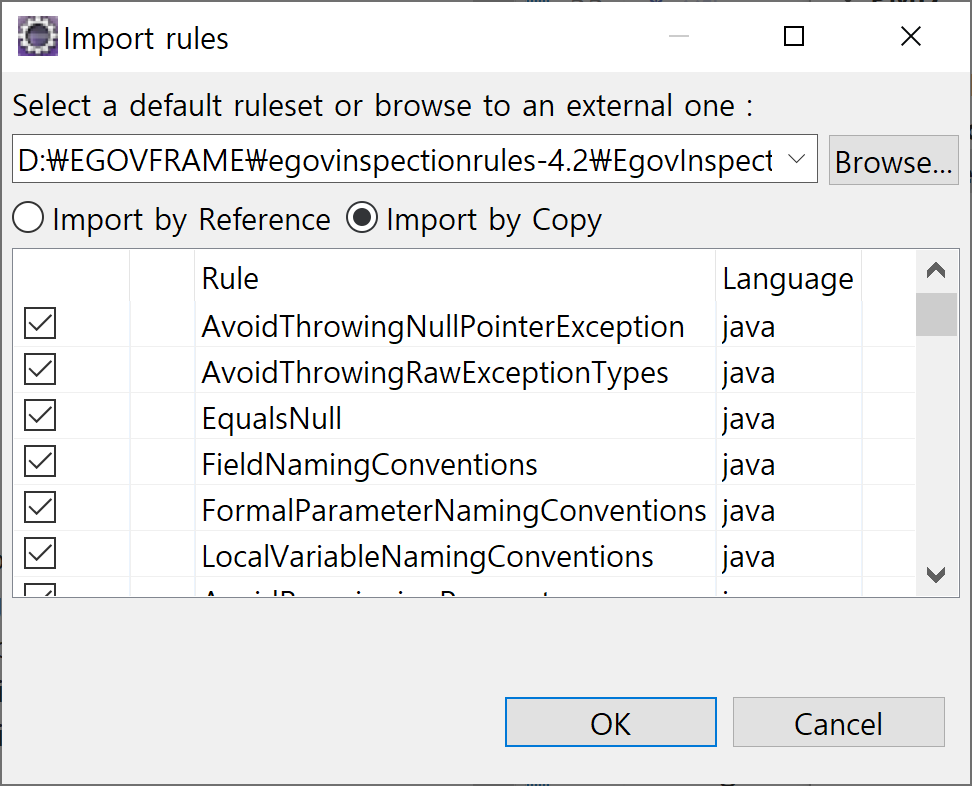 Import rules
Select a default ruleset or browse to an external one :
D:₩EGOVFRAME₩egovinspectionrules-4.2₩EgovInspect
Browse...
Import by Reference Import by Copy
Rule Language
AvoidThrowingNullPointerException java
AvoidThrowingRawExceptionTypes java
EqualsNull java
FieldNamingConventions java
FormalParameterNamingConventions java
LocalVariableNamingConventions java
OK Cancel